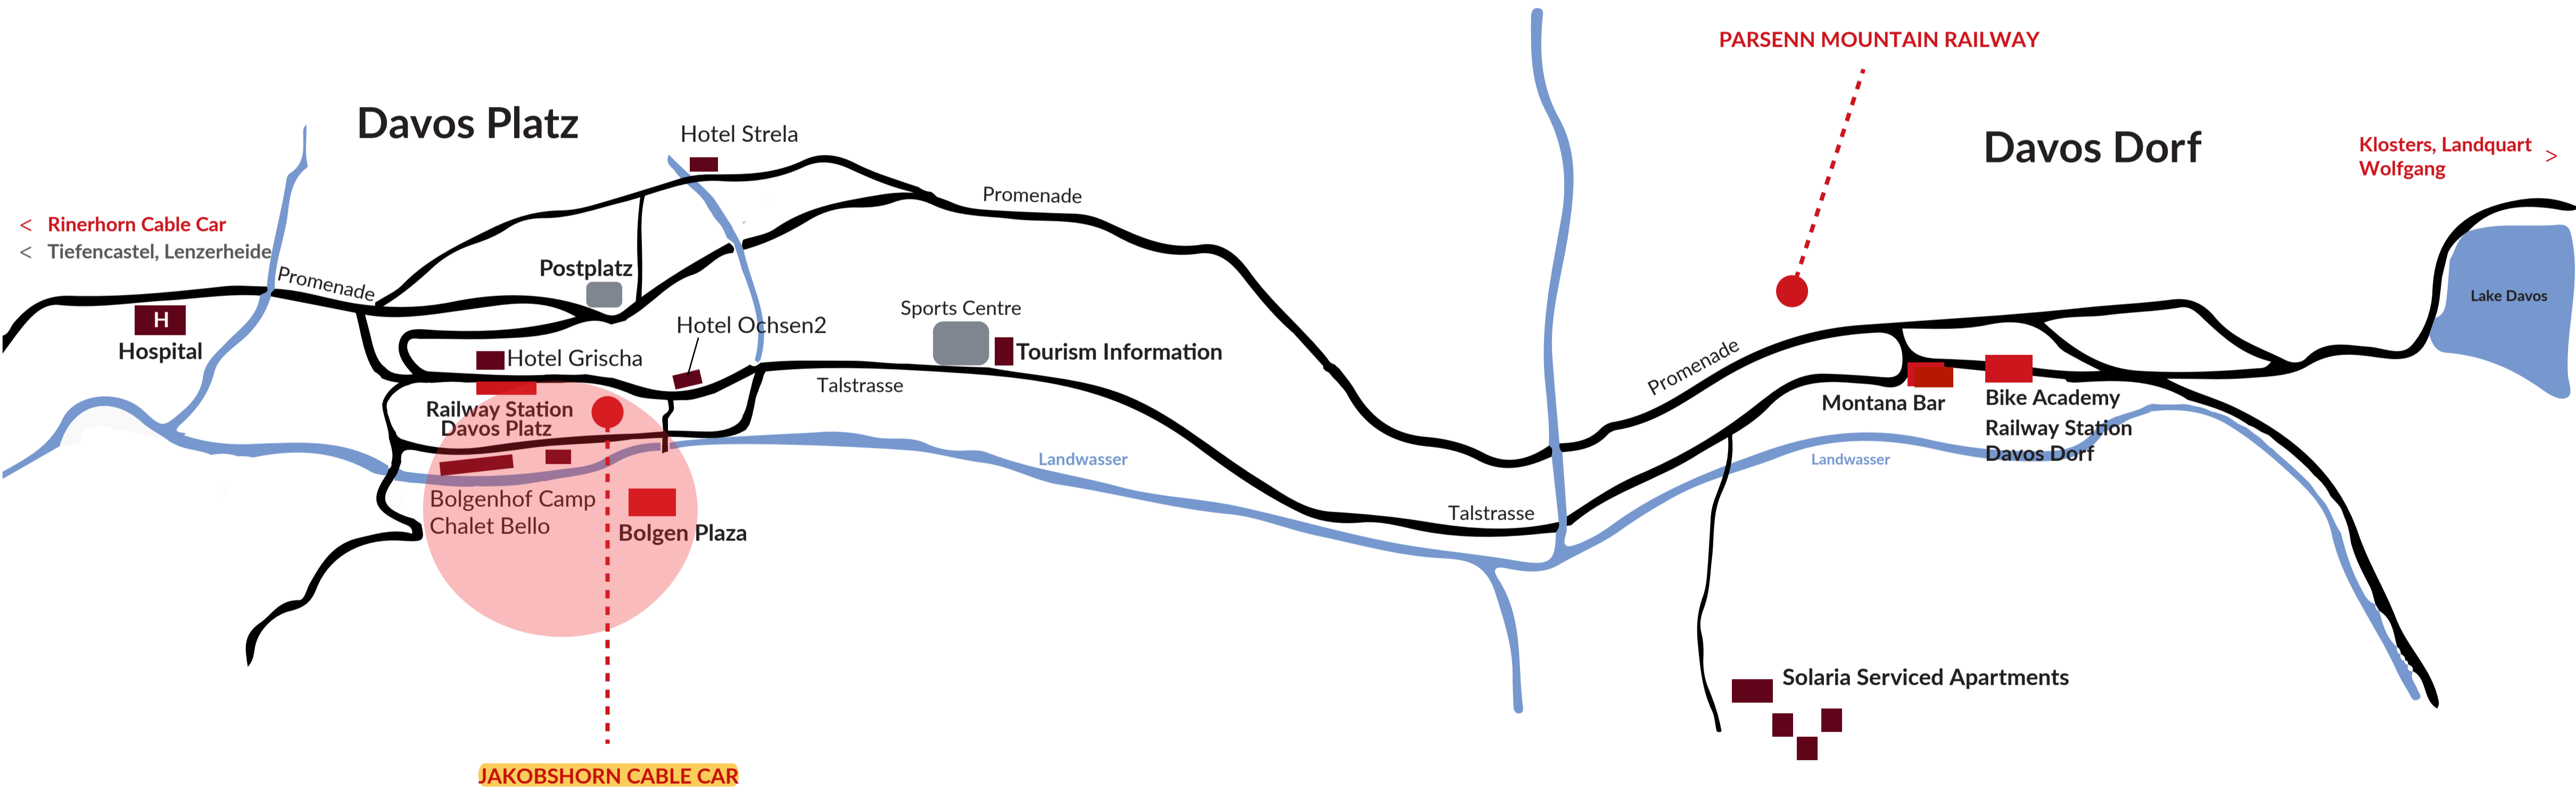 PARSENN MOUNTAIN RAILWAY
Davos Platz
Hotel Strela
Davos Dorf
Klosters, Landquart >
Wolfgang
Promenade
< Rinerhorn Cable Car
< Tiefencastel, Lenzerheide
Promenade
Postplatz
Lake Davos
Sports Centre
H
Hotel Ochsen2
Hospital
Hotel Grischa
Tourism Information
Promenade
Talstrasse
Railway Station
Davos Platz
Montana Bar
Bike Academy
Railway Station
Davos Dorf
Landwasser
Landwasser
Bolgenhof Camp
Chalet Bello
Bolgen Plaza
Talstrasse
Solaria Serviced Apartments
JAKOBSHORN CABLE CAR